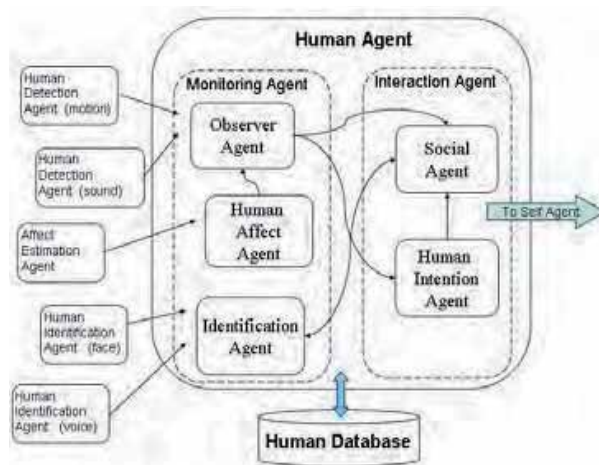 Human Agent
Human
Detection
Agent (motion)
Human
Detection
Agent (sound)
Affect
Estimation
Agent
Human
Identification
Agent (face)
Human
Identification
Agent (voice)
Monitoring Agent
Observer
Agent
Human
Affect
Agent
Identification
Agent
Interaction Agent
Social
Agent
Human
Intention
Agent
To Self Agent
Human Database